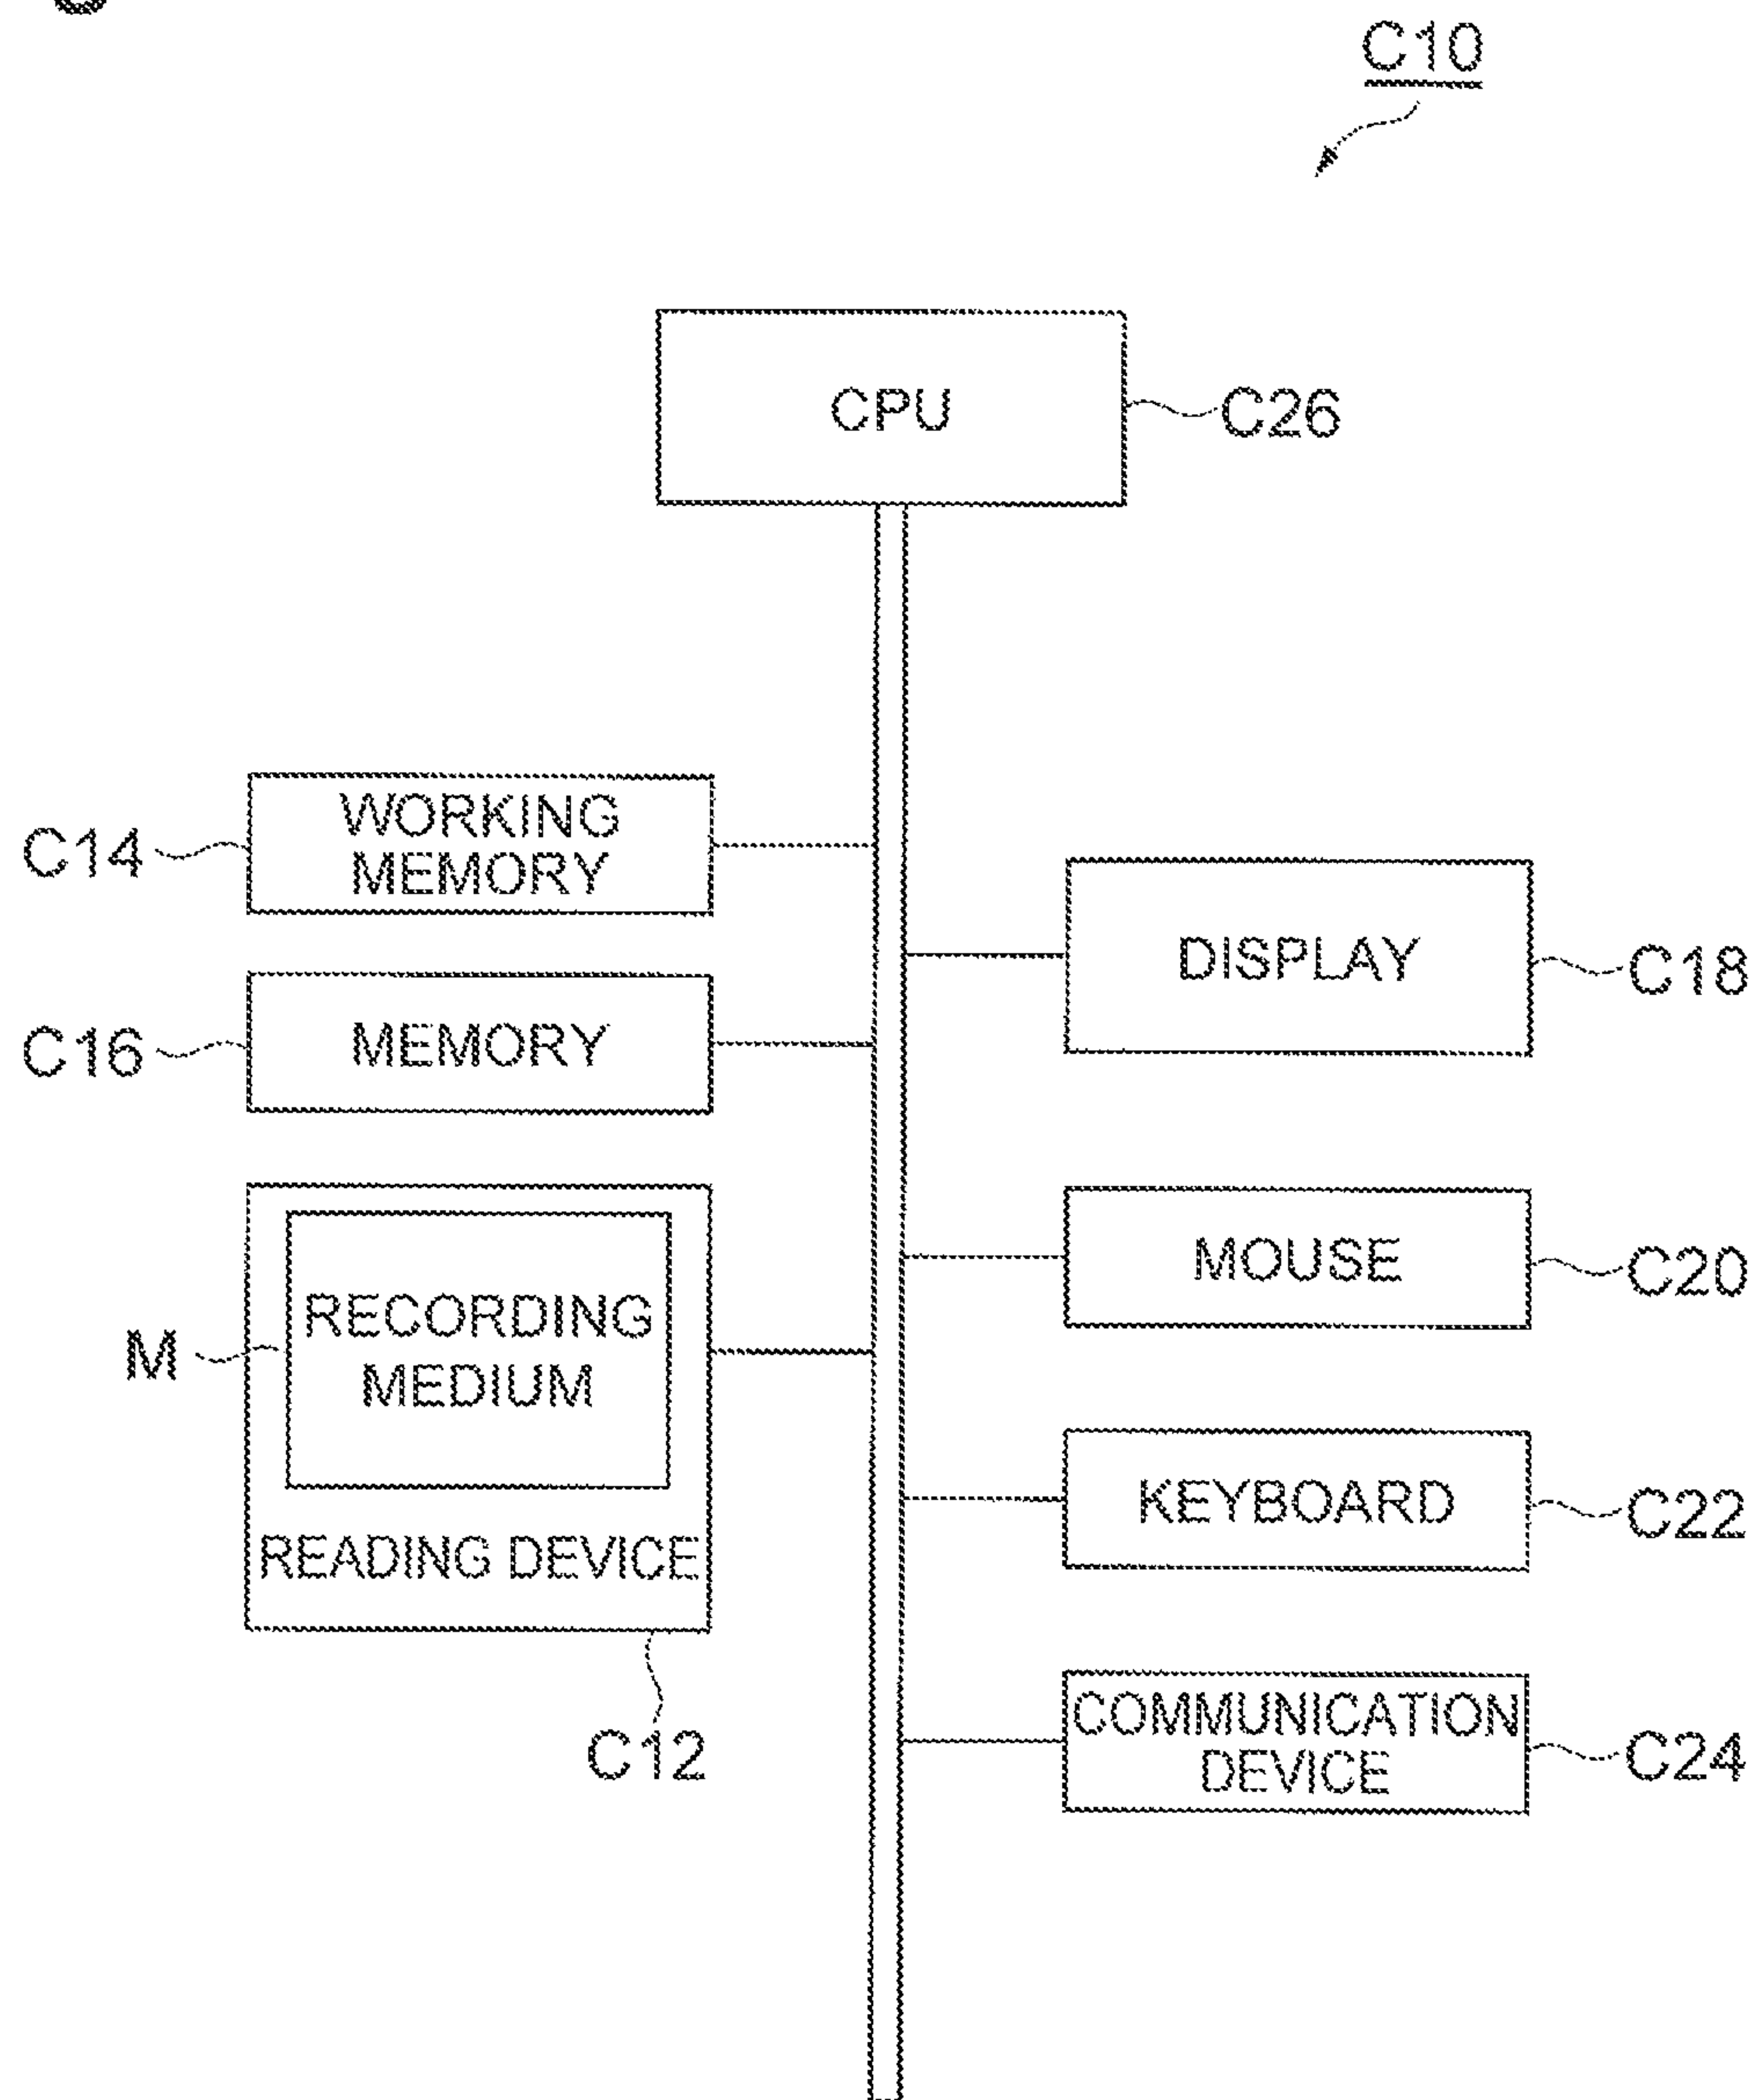 C10
CPU
C26
WORKING
MEMORY
C14
DISPLAY
C18
MEMORY
C16
MOUSE
C20
RECORDING
MEDIUM
M
READING DEVICE
C12
KEYBOARD
C22
COMMUNICATION
DEVICE
C24